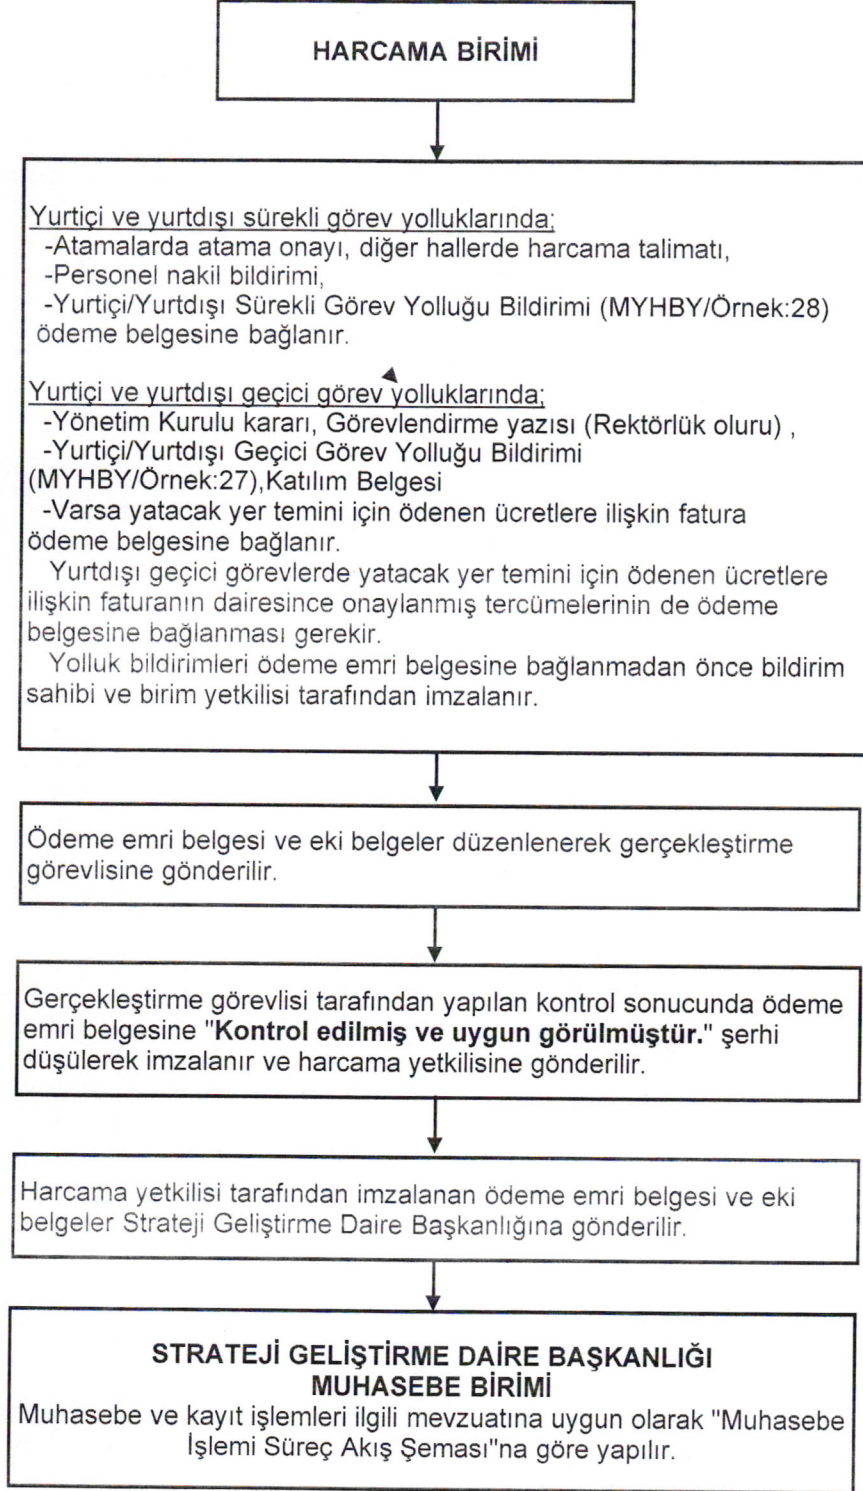 HARCAMA BİRİMİ
Yurtiçi ve yurtdışı sürekli görev yolluklarında;
-Atamalarda atama onayı, diğer hallerde harcama talimatı,
-Personel nakil bildirimi,
-Yurtiçi/Yurtdışı Sürekli Görev Yolluğu Bildirimi (MYHBY/Örnek:28)
ödeme belgesine bağlanır.
Yurtiçi ve yurtdışı geçici görev yolluklarında;
-Yönetim Kurulu kararı, Görevlendirme yazısı (Rektörlük oluru) ,
-Yurtiçi/Yurtdışı Geçici Görev Yolluğu Bildirimi
(MYHBY/Örnek:27),Katılım Belgesi
-Varsa yatacak yer temini için ödenen ücretlere ilişkin fatura
ödeme belgesine bağlanır.
Yurtdışı geçici görevlerde yatacak yer temini için ödenen ücretlere
ilişkin faturanın dairesince onaylanmış tercümelerinin de ödeme
belgesine bağlanması gerekir.
Yolluk bildirimleri ödeme emri belgesine bağlanmadan önce bildirim
sahibi ve birim yetkilisi tarafından imzalanır.
Ödeme emri belgesi ve eki belgeler düzenlenerek gerçekleştirme
görevlisine gönderilir.
Gerçekleştirme görevlisi tarafından yapılan kontrol sonucunda ödeme
emri belgesine "Kontrol edilmiş ve uygun görülmüştür." şerhi
düşülerek imzalanır ve harcama yetkilisine gönderilir.
Harcama yetkilisi tarafından imzalanan ödeme emri belgesi ve eki
belgeler Strateji Geliştirme Daire Başkanlığına gönderilir.
STRATEJİ GELİŞTİRME DAİRE BAŞKANLIĞI
MUHASEBE BİRİMİ
Muhasebe ve kayıt işlemleri ilgili mevzuatına uygun olarak "Muhasebe
İşlemi Süreç Akış Şeması"na göre yapılır.